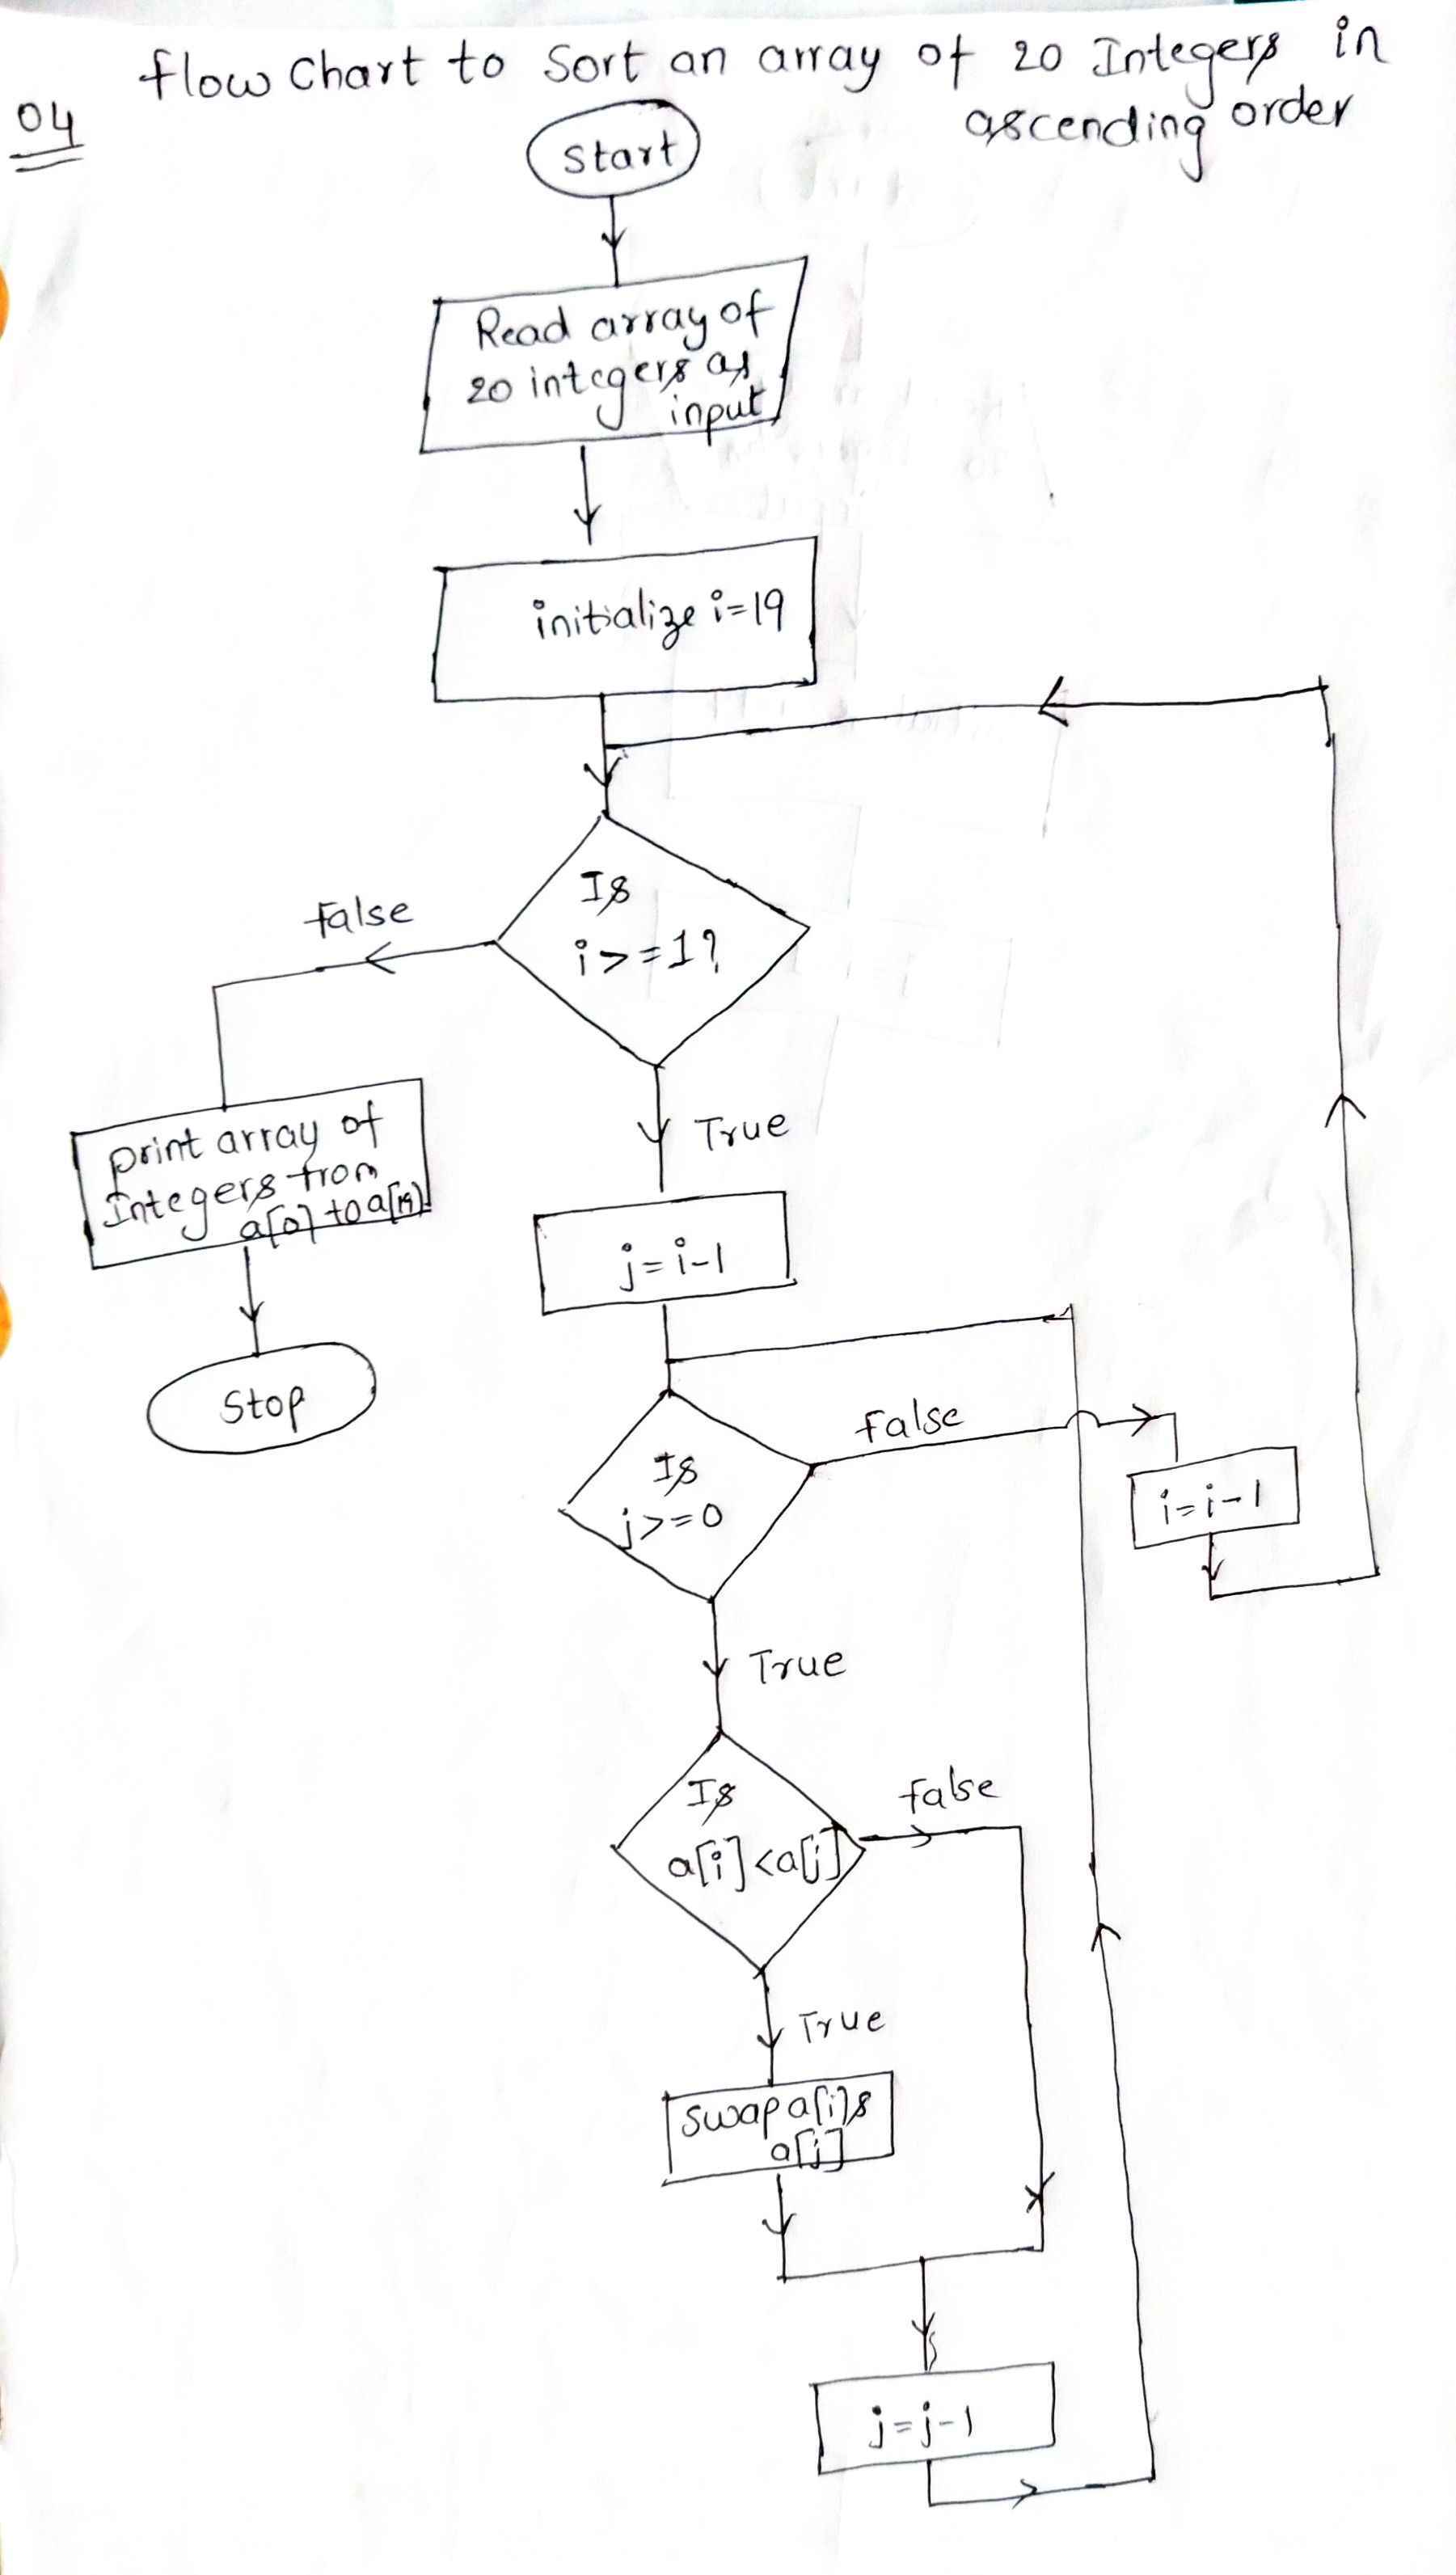 flow Chart to Sort an array of 20 Integers in
ascending order
04
Start
Read array of
20 integers as
input
initialize i=19
Is
i>=1?
false
True
print array of
Integers from
a[0] to a[19]
Stop
j=i-1
Is
j>=0
false
i=i-1
True
Is
a[i]<a[j]
false
True
swap a[i] &
a[j]
j=j-1